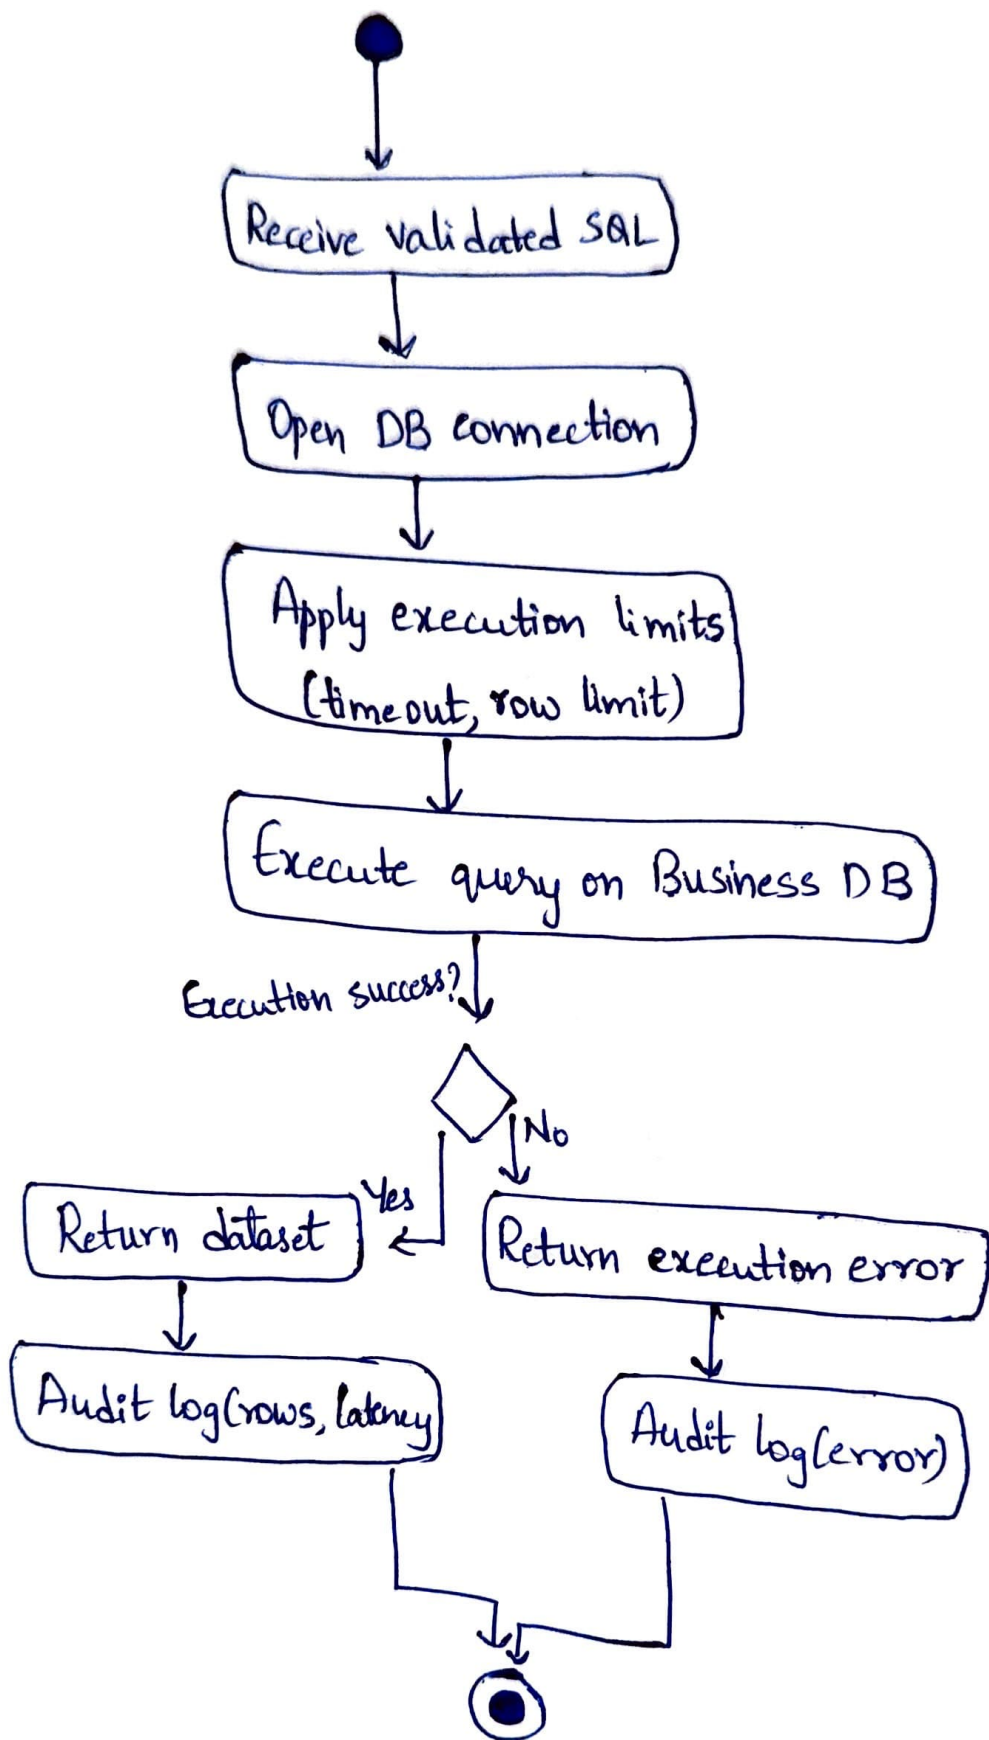 Receive validated SQL
Open DB connection
Apply execution limits
(timeout, row limit)
Execute query on Business DB
Execution success?
No
Yes
Return dataset
Return execution error
Audit log(rows, latency
Audit log(error)